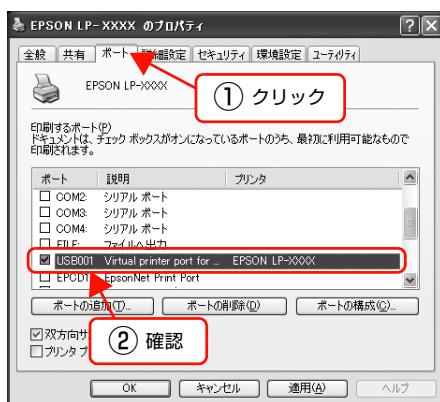 EPSON LP-XXXX のプロパティ
全般 共有 ポート 詳細設定 セキュリティ 環境設定 ユーティリティ
EPSON LP-XXXX
① クリック
印刷するポート(P)
ドキュメントは、チェック ボックスがオンになっているポートのうち、最初に利用可能なもので
印刷されます。
ポート 説明 プリンタ
COM2: シリアル ポート
COM3: シリアル ポート
COM4: シリアル ポート
FILE: ファイルへ出力
USB001 Virtual printer port for ... EPSON LP-XXXX
EPCD1 EpsonNet Print Port
ポートの追加(T)... ポートの削除(D) ポートの構成(C)...
② 確認
双方向サ
プリンタ プ
OK キャンセル 適用(A) ヘルプ